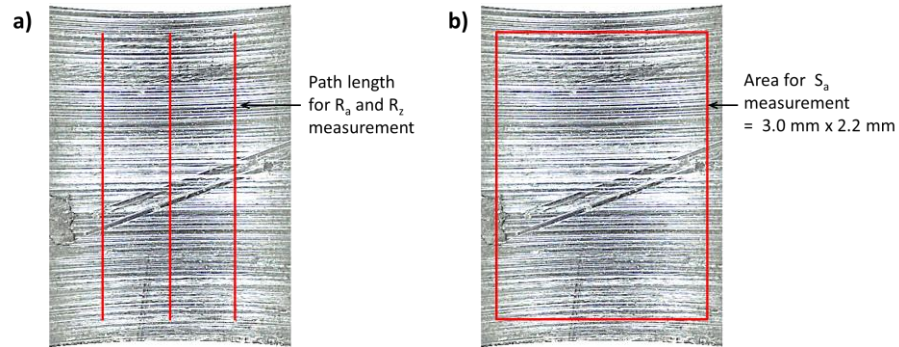 a)
Path length
for Ra and Rz
measurement
b)
Area for Sa
measurement
= 3.0 mm x 2.2 mm